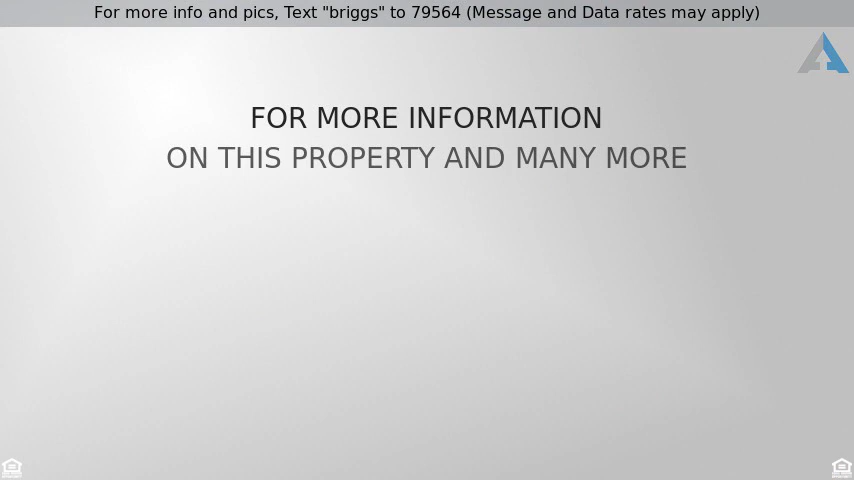 For more info and pics, Text "briggs" to 79564 (Message and Data rates may apply)
FOR MORE INFORMATION
ON THIS PROPERTY AND MANY MORE